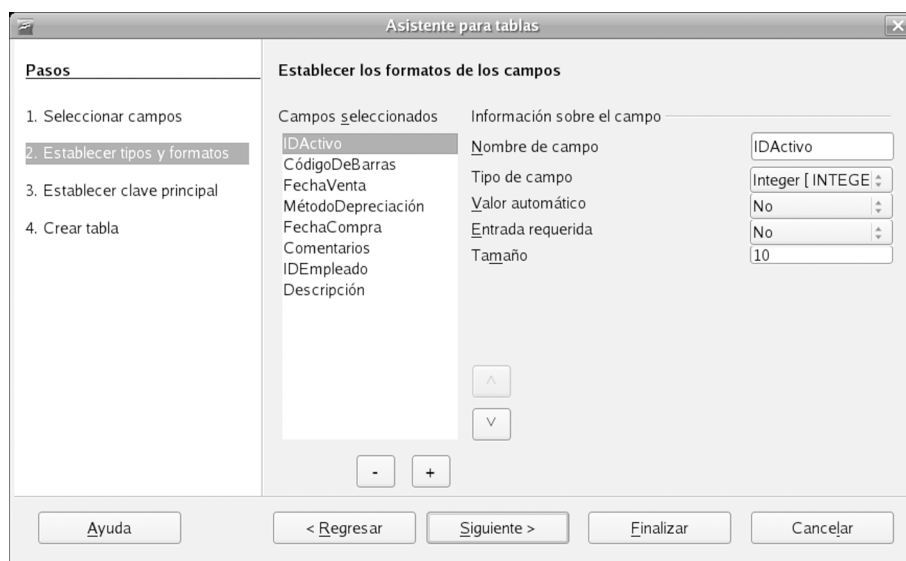 Asistente para tablas
Pasos
1. Seleccionar campos
2. Establecer tipos y formatos
3. Establecer clave principal
4. Crear tabla
Establecer los formatos de los campos
Campos seleccionados
IDActivo
CódigoDeBarras
FechaVenta
MétodoDepreciación
FechaCompra
Comentarios
IDEmpleado
Descripción
- +
Información sobre el campo
Nombre de campo IDActivo
Tipo de campo Integer [ INTEGE
Valor automático No
Entrada requerida No
Tamaño 10
Ayuda < Regresar Siguiente > Finalizar Cancelar